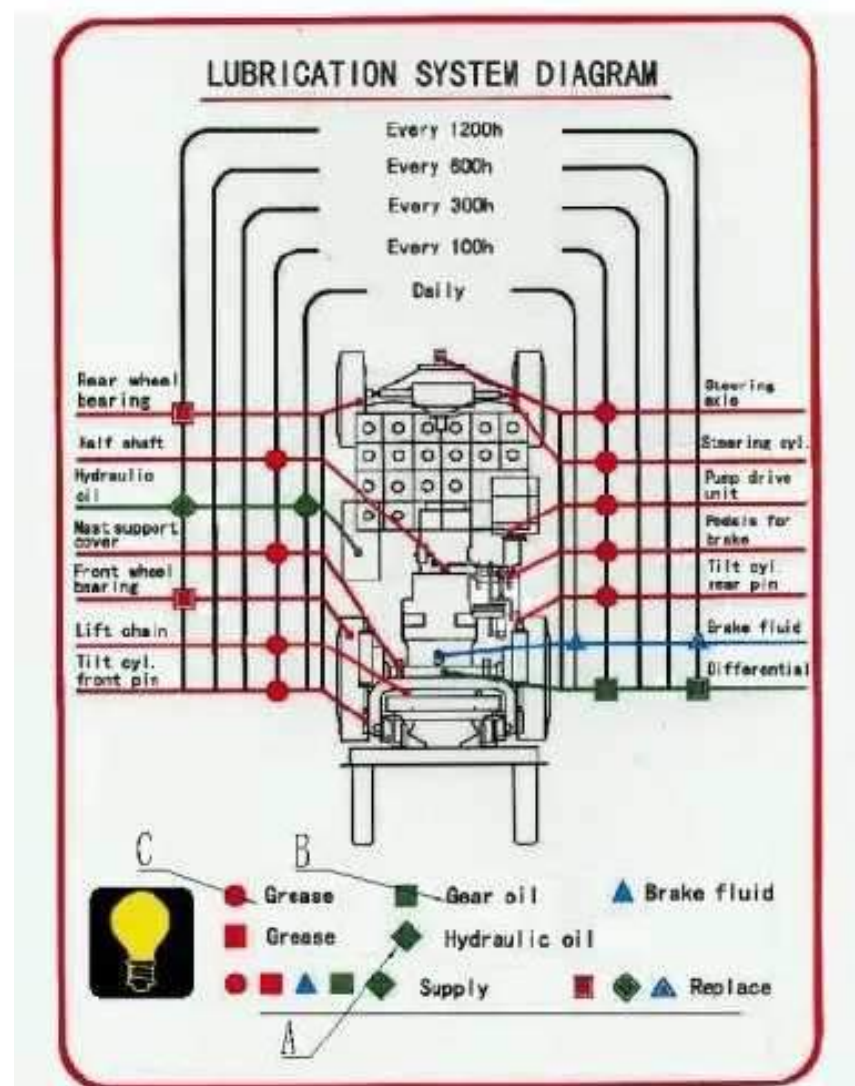 LUBRICATION SYSTEM DIAGRAM
Every 1200h
Every 600h
Every 300h
Every 100h
Daily
Rear wheel
bearing
Half shaft
Hydraulic
oil
Mast support
cover
Front wheel
bearing
Lift chain
Tilt cyl.
front pin
Steering
axle
Steering cyl.
Pump drive
unit
Pedals for
brake
Tilt cyl.
rear pin
Brake fluid
Differential
C
B
Grease
Gear oil
Brake fluid
Grease
Hydraulic oil
Supply
Replace
A